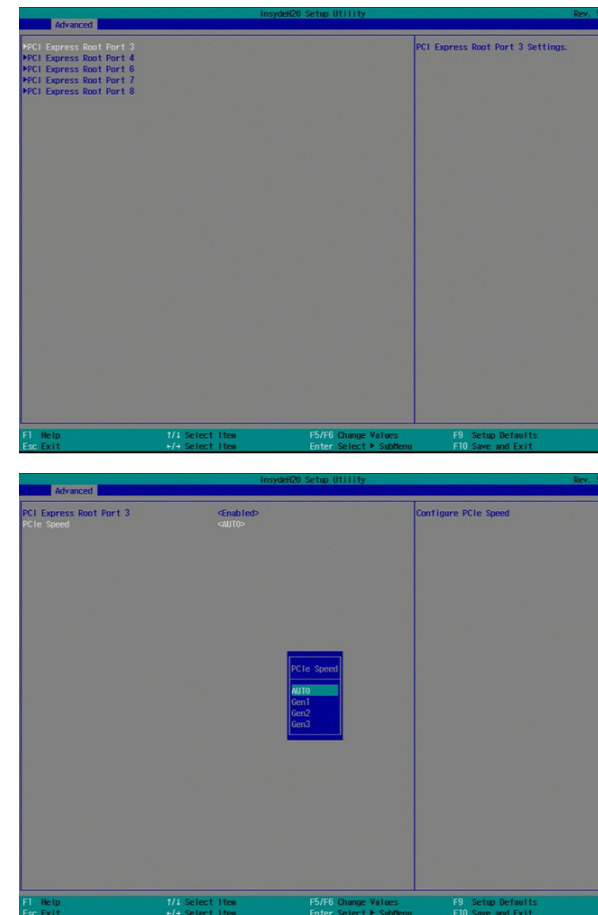 InsydeH20 Setup Utility Rev.
Advanced
▶PCI Express Root Port 3 PCI Express Root Port 3 Settings.
▶PCI Express Root Port 4
▶PCI Express Root Port 6
▶PCI Express Root Port 7
▶PCI Express Root Port 8
F1 Help ↑/↓ Select Item F5/F6 Change Values F9 Setup Defaults
Esc Exit ←/→ Select Item Enter Select ▶ SubMenu F10 Save and Exit
InsydeH20 Setup Utility Rev.
Advanced
PCI Express Root Port 3 <Enabled> Configure PCIe Speed
PCIe Speed <AUTO>
PCIe Speed
AUTO
Gen1
Gen2
Gen3
F1 Help ↑/↓ Select Item F5/F6 Change Values F9 Setup Defaults
Esc Exit ←/→ Select Item Enter Select ▶ SubMenu F10 Save and Exit